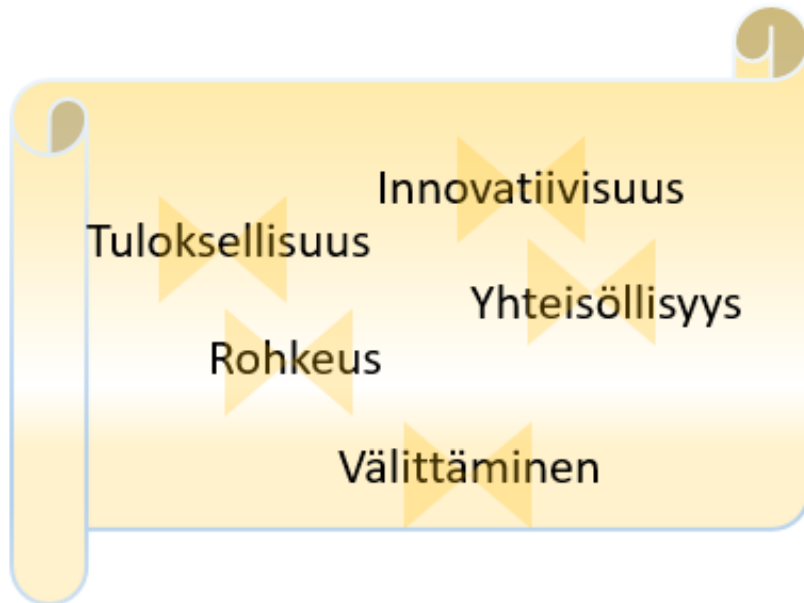 Innovatiivisuus
Tuloksellisuus
Yhteisöllisyys
Rohkeus
Välittäminen